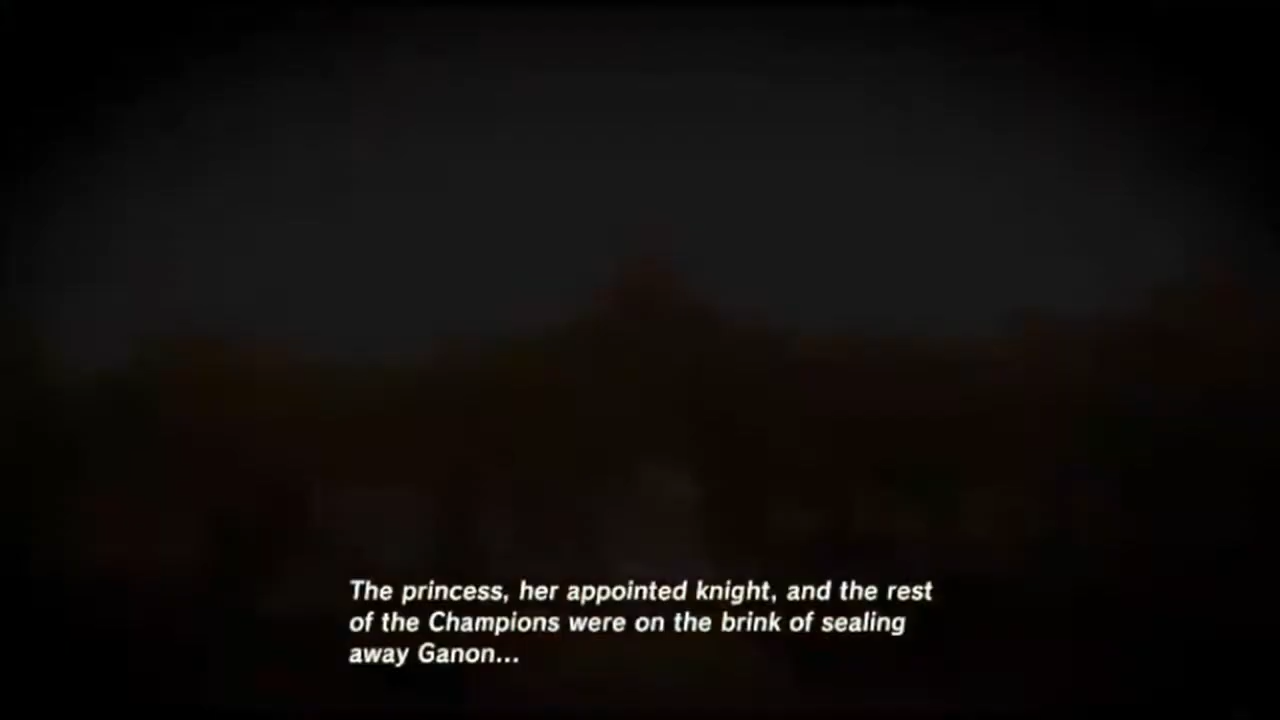 The princess, her appointed knight, and the rest
of the Champions were on the brink of sealing
away Ganon...